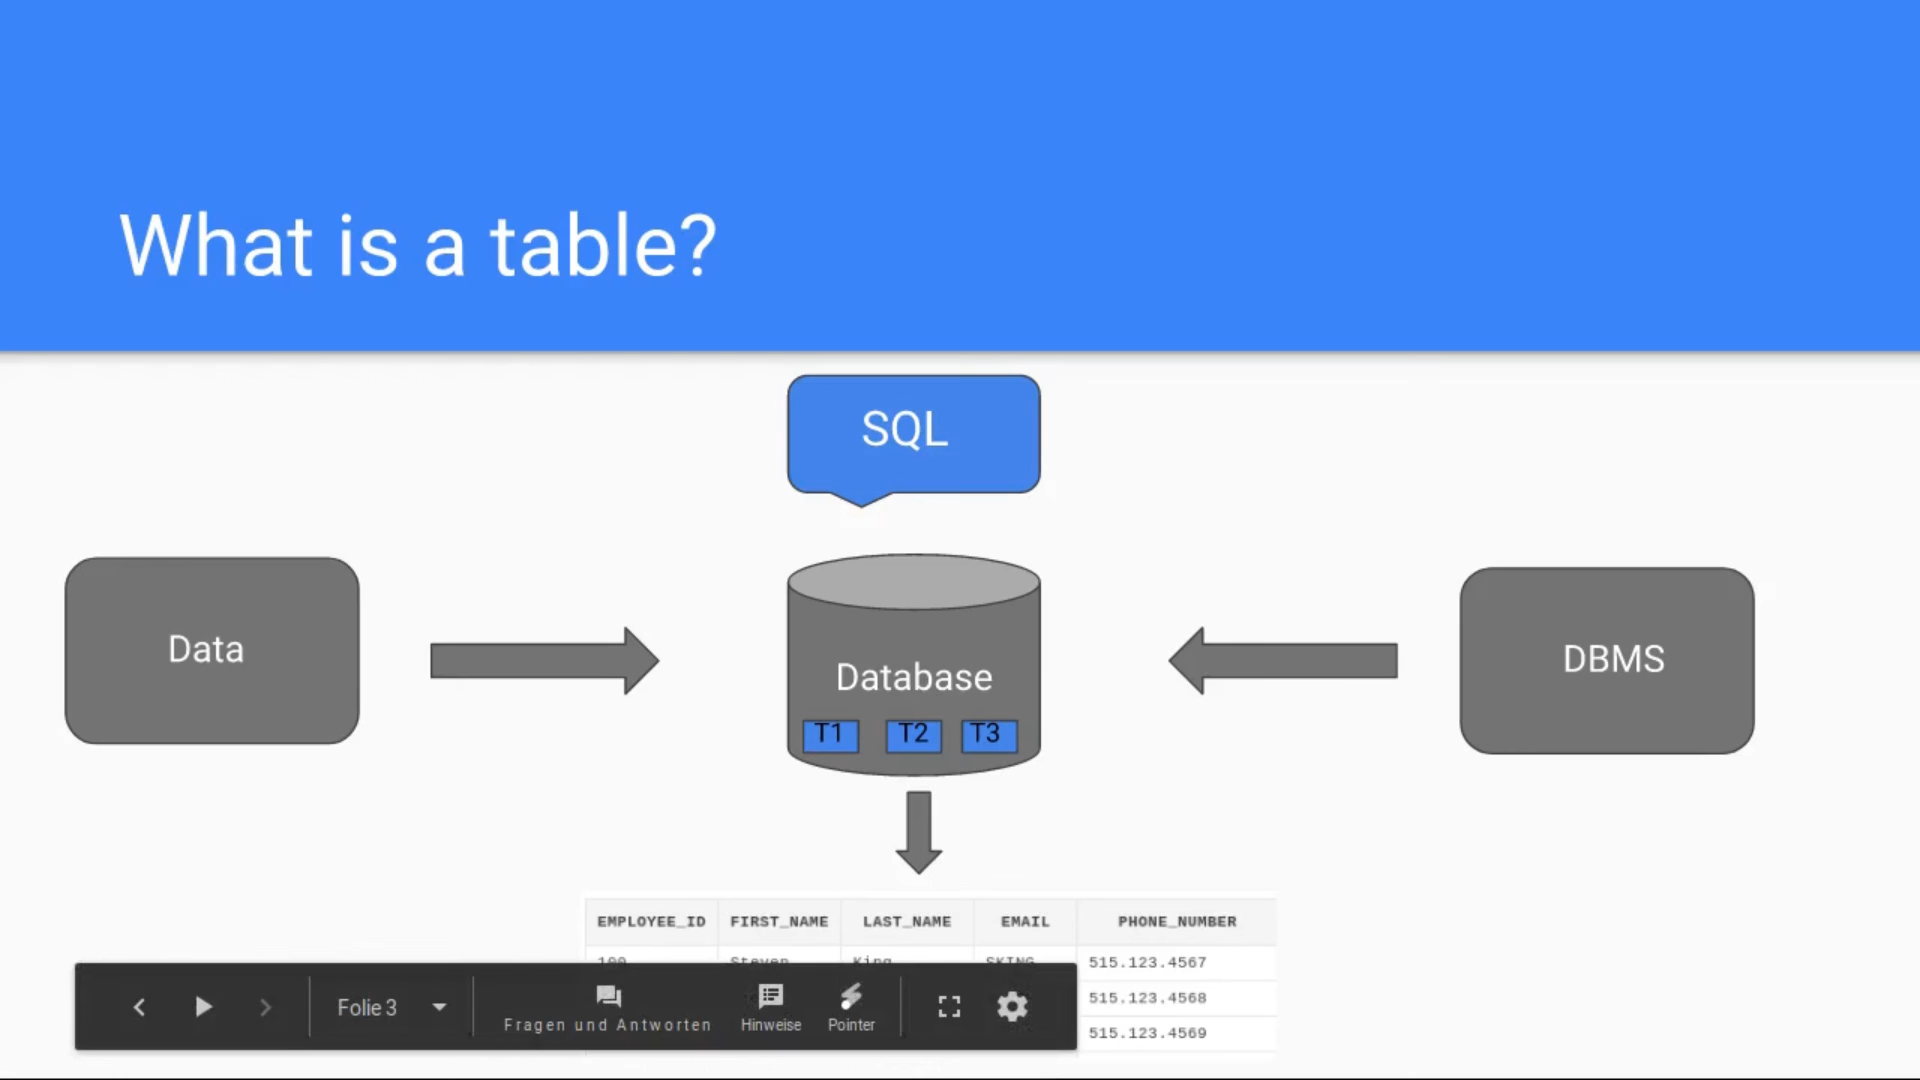 What is a table?
SQL
Data
Database
DBMS
T1 T2 T3
EMPLOYEE_ID FIRST_NAME LAST_NAME EMAIL PHONE_NUMBER
100 Steven King SKING 515.123.4567
515.123.4568
515.123.4569
Folie 3
Fragen und Antworten
Hinweise
Pointer